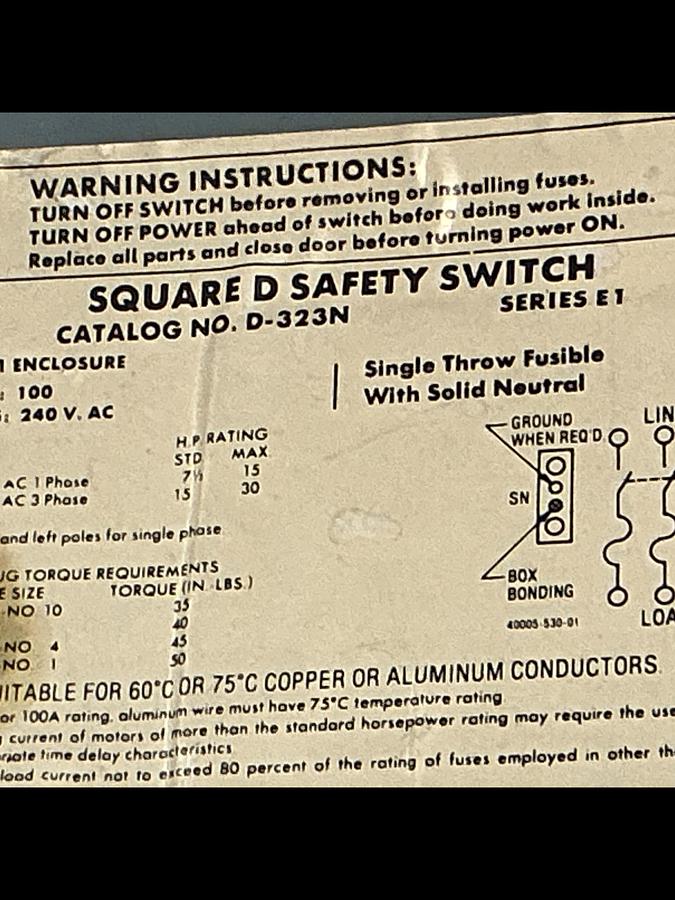 WARNING INSTRUCTIONS:
TURN OFF SWITCH before removing or installing fuses.
TURN OFF POWER ahead of switch before doing work inside.
Replace all parts and close door before turning power ON.
SQUARE D SAFETY SWITCH
CATALOG NO. D-323N SERIES E1
ENCLOSURE
: 100
: 240 V. AC
Single Throw Fusible
With Solid Neutral
H.P. RATING
STD MAX
AC 1 Phase 7½ 15
AC 3 Phase 15 30
and left poles for single phase
TORQUE REQUIREMENTS
SIZE TORQUE (IN. LBS.)
NO 10 35
40
NO 4 45
NO. 1 50
GROUND
WHEN REQ'D
LIN
SN
BOX
BONDING
LOA
40005-530-01
ITABLE FOR 60°C OR 75°C COPPER OR ALUMINUM CONDUCTORS.
or 100A rating, aluminum wire must have 75°C temperature rating.
current of motors of more than the standard horsepower rating may require the use
riate time delay characteristics
load current not to exceed 80 percent of the rating of fuses employed in other th